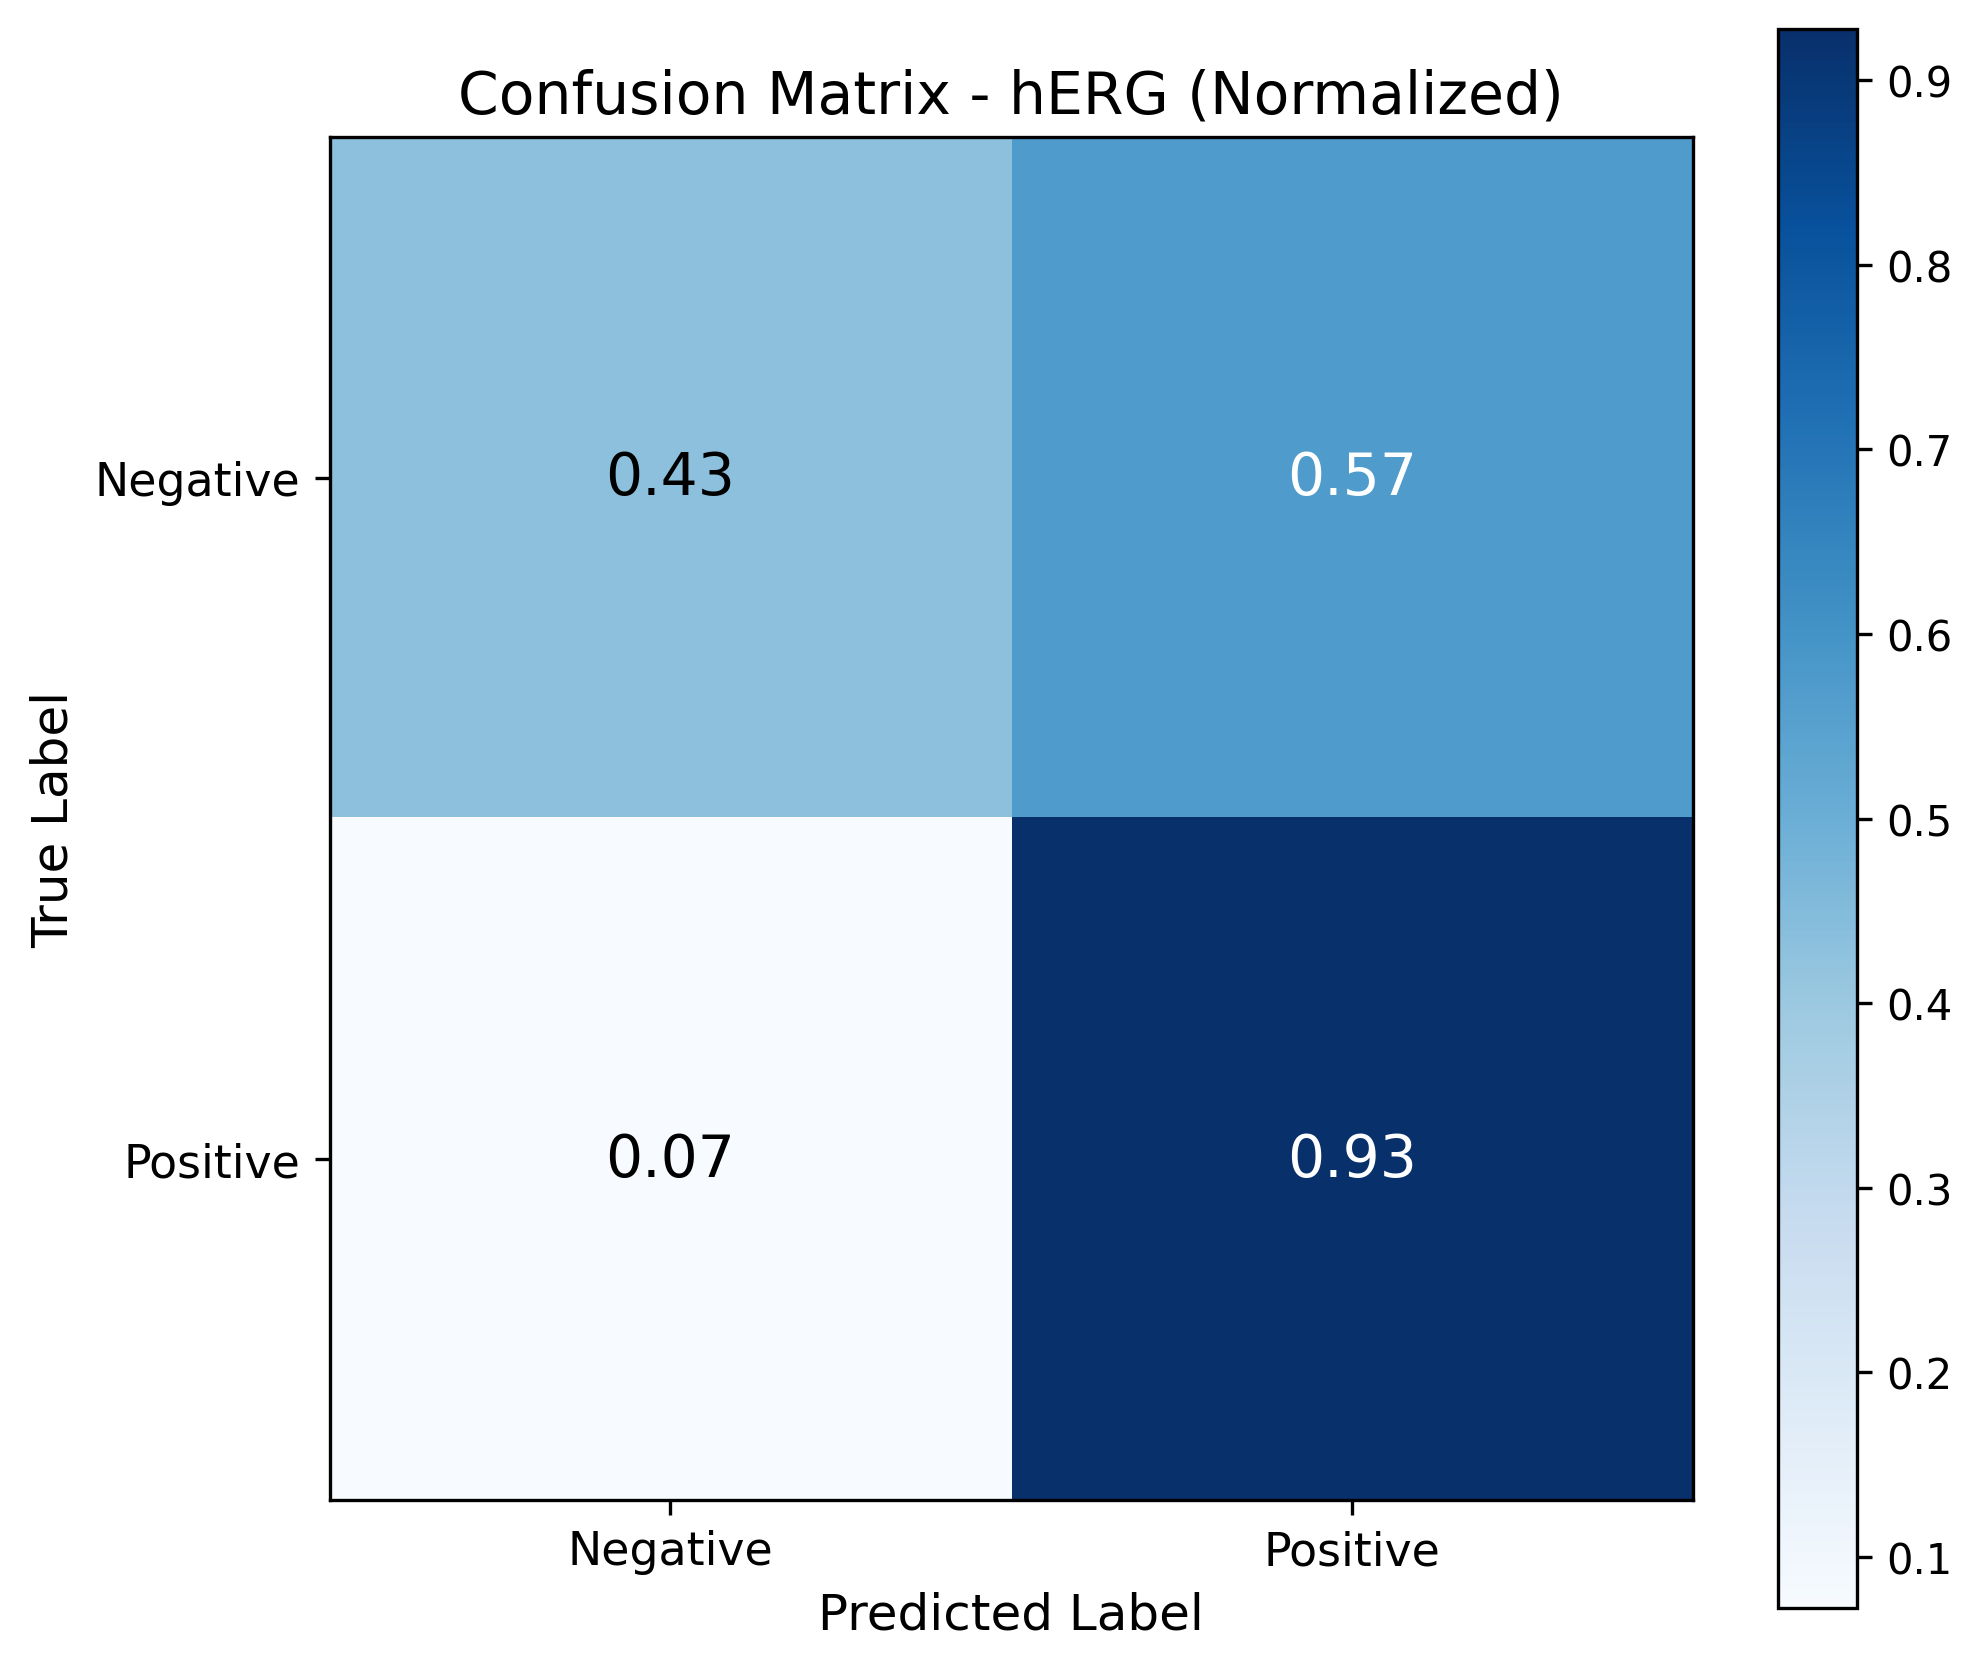 Confusion Matrix - hERG (Normalized)
0.9
0.8
0.7
0.6
0.5
0.4
0.3
0.2
0.1
True Label
Negative
0.43 0.57
Positive
0.07 0.93
Negative Positive
Predicted Label